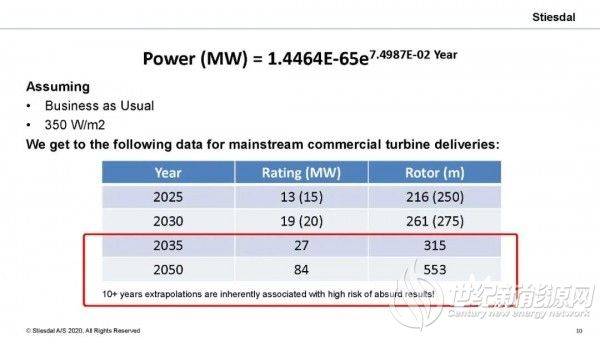 Stiesdal
Power (MW) = 1.4464E-65e7.4987E-02 Year
Assuming
• Business as Usual
• 350 W/m2
We get to the following data for mainstream commercial turbine deliveries:
Year Rating (MW) Rotor (m)
2025 13 (15) 216 (250)
2030 19 (20) 261 (275)
2035 27 315
2050 84 553
10+ years extrapolations are inherently associated with high risk of absurd results!
世纪新能源网
Century new energy network
© Stiesdal A/S 2020, All Rights Reserved
10